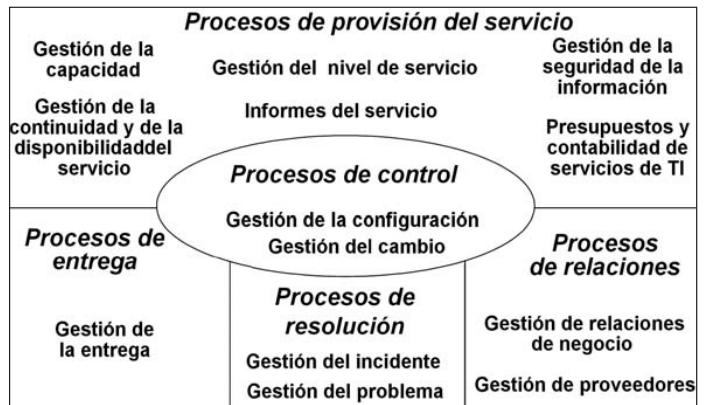 Procesos de provisión del servicio
Gestión de la
capacidad
Gestión de la
continuidad y de la
disponibilidaddel
servicio
Gestión del nivel de servicio
Informes del servicio
Gestión de la
seguridad de la
información
Presupuestos y
contabilidad de
servicios de TI
Procesos de control
Gestión de la configuración
Gestión del cambio
Procesos de
entrega
Gestión de
la entrega
Procesos de
resolución
Gestión del incidente
Gestión del problema
Procesos
de relaciones
Gestión de relaciones
de negocio
Gestión de proveedores